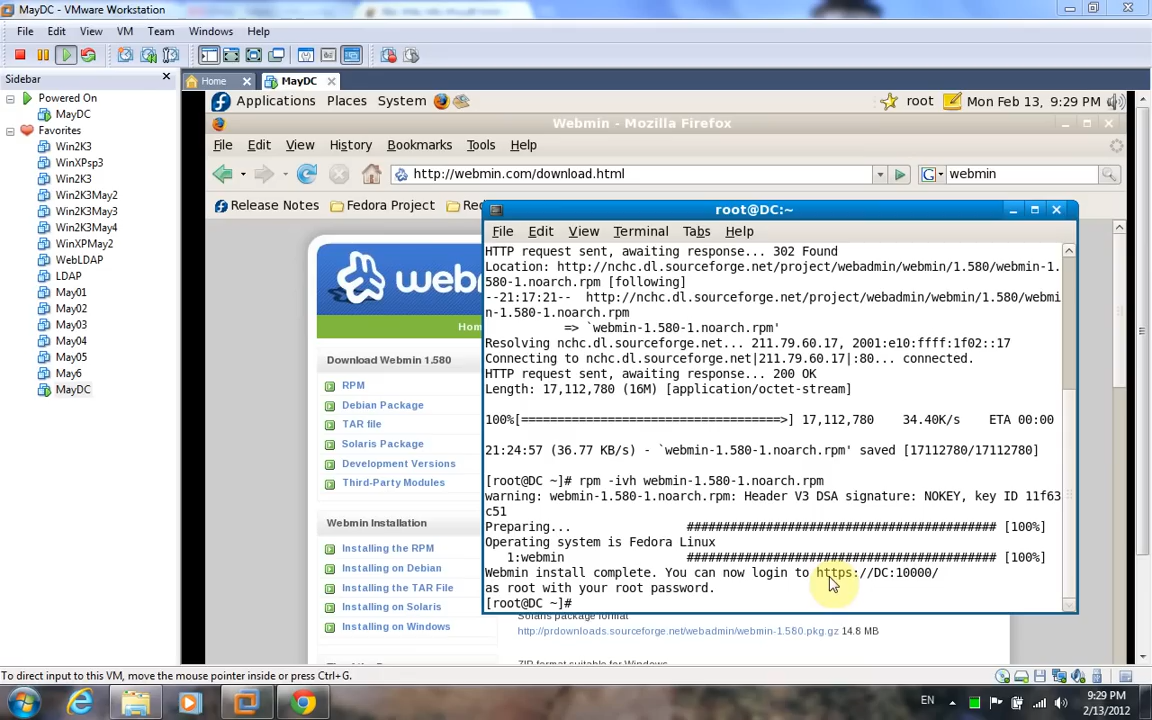 MayDC - VMware Workstation
File Edit View VM Team Windows Help
Sidebar
Powered On
MayDC
Favorites
Win2K3
WinXPsp3
Win2K3
Win2K3May2
Win2K3May3
Win2K3May4
WinXPMay2
WebLDAP
LDAP
May01
May02
May03
May04
May05
May6
MayDC
Home
MayDC
Applications Places System
root Mon Feb 13, 9:29 PM
Webmin - Mozilla Firefox
File Edit View History Bookmarks Tools Help
http://webmin.com/download.html
G webmin
Release Notes Fedora Project
Download Webmin 1.580
RPM
Debian Package
TAR file
Solaris Package
Development Versions
Third-Party Modules
Webmin Installation
Installing the RPM
Installing on Debian
Installing the TAR File
Installing on Solaris
Installing on Windows
root@DC:~
File Edit View Terminal Tabs Help
HTTP request sent, awaiting response... 302 Found
Location: http://nchc.dl.sourceforge.net/project/webadmin/webmin/1.580/webmin-1.
580-1.noarch.rpm [following]
--21:17:21-- http://nchc.dl.sourceforge.net/project/webadmin/webmin/1.580/webmi
n-1.580-1.noarch.rpm
=> `webmin-1.580-1.noarch.rpm'
Resolving nchc.dl.sourceforge.net... 211.79.60.17, 2001:e10:ffff:1f02::17
Connecting to nchc.dl.sourceforge.net|211.79.60.17|:80... connected.
HTTP request sent, awaiting response... 200 OK
Length: 17,112,780 (16M) [application/octet-stream]
100%[====================================>] 17,112,780 34.40K/s ETA 00:00
21:24:57 (36.77 KB/s) - `webmin-1.580-1.noarch.rpm' saved [17112780/17112780]
[root@DC ~]# rpm -ivh webmin-1.580-1.noarch.rpm
warning: webmin-1.580-1.noarch.rpm: Header V3 DSA signature: NOKEY, key ID 11f63
c51
Preparing... ########################################### [100%]
Operating system is Fedora Linux
1:webmin ########################################### [100%]
Webmin install complete. You can now login to https://DC:10000/
as root with your root password.
[root@DC ~]#
Solaris package format
http://prdownloads.sourceforge.net/webadmin/webmin-1.580.pkg.gz 14.8 MB
ZIP format suitable for Windows
To direct input to this VM, move the mouse pointer inside or press Ctrl+G.
EN
9:29 PM
2/13/2012